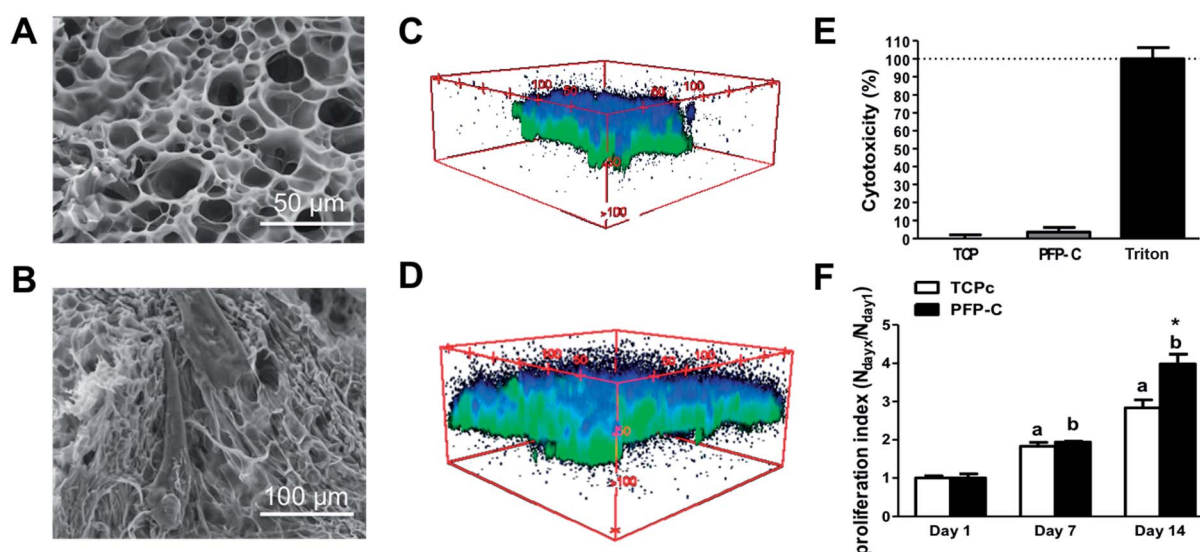 A
50 µm
B
100 µm
C
100
50
50
100
50
>100
D
100
50
50
100
50
>100
E
Cytotoxicity (%)
110
100
90
80
70
60
50
40
30
20
10
0
TCP
PFP-C
Triton
F
TCPc
PFP-C
proliferation index (Ndayx/Nday1)
5
4
3
2
1
0
a
b
a
*
b
Day 1
Day 7
Day 14